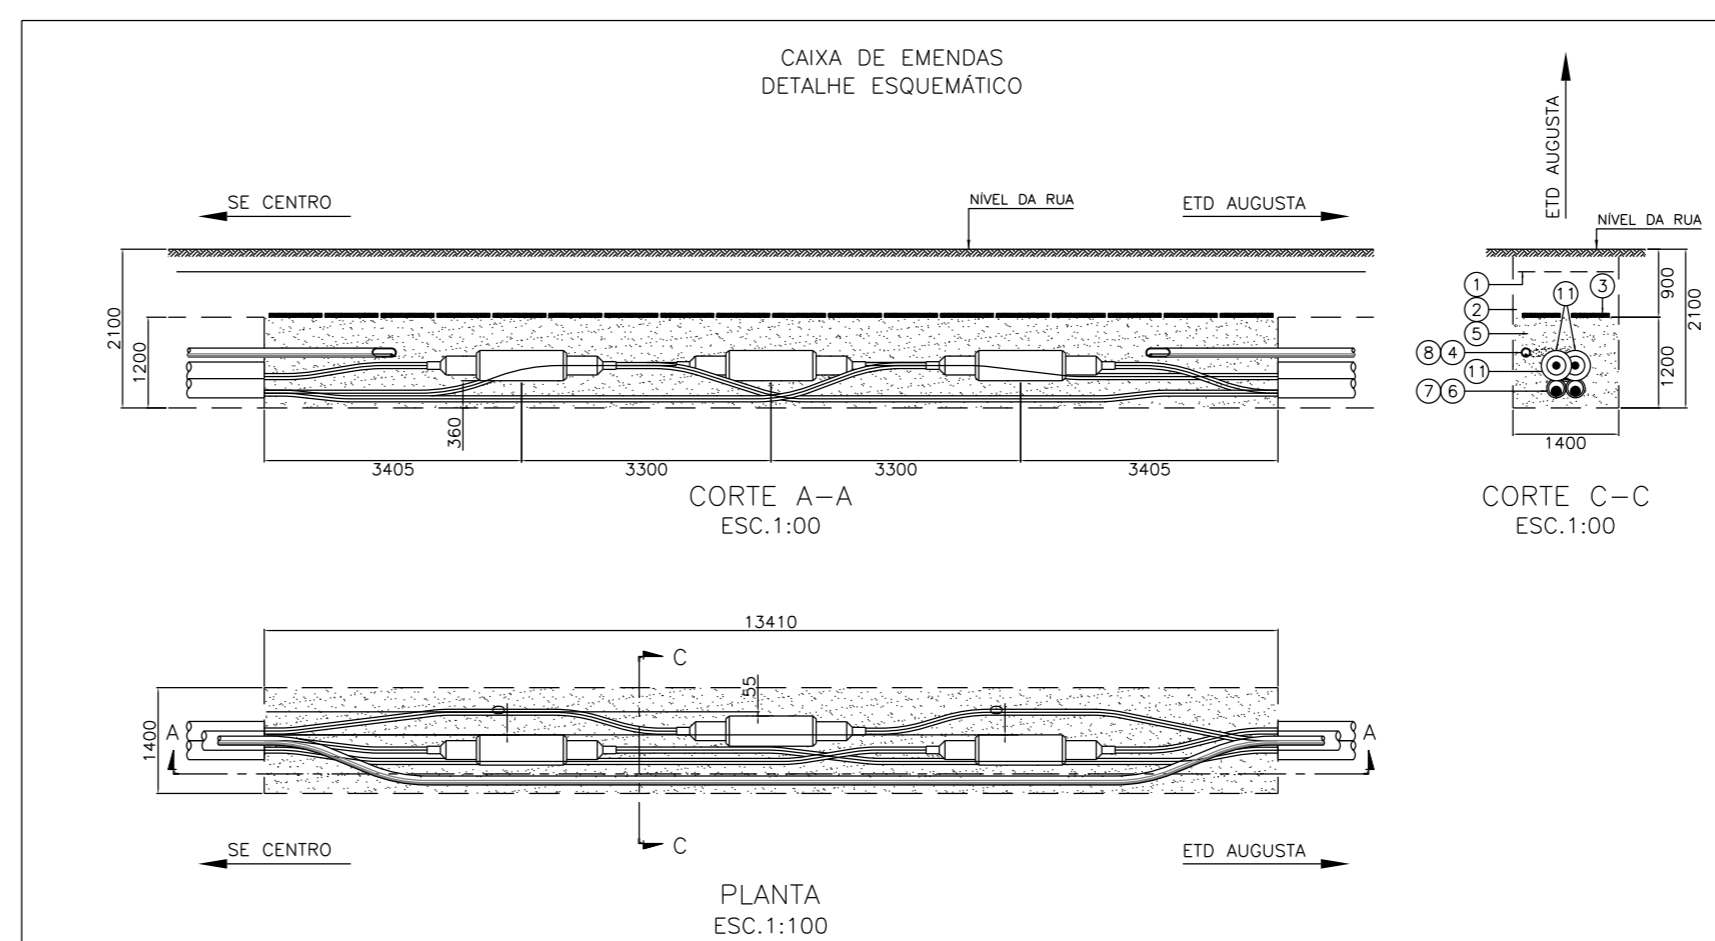 CAIXA DE EMENDAS
DETALHE ESQUEMÁTICO
SE CENTRO
NÍVEL DA RUA
ETD AUGUSTA
2100
1200
360
3405
3300
3300
3405
CORTE A-A
ESC.1:00
ETD AUGUSTA
NÍVEL DA RUA
1
3
11
2
5
8 4
11
7 6
900
2100
1200
1400
CORTE C-C
ESC.1:00
13410
C
55
0
0
A
A
1400
C
SE CENTRO
ETD AUGUSTA
PLANTA
ESC.1:100